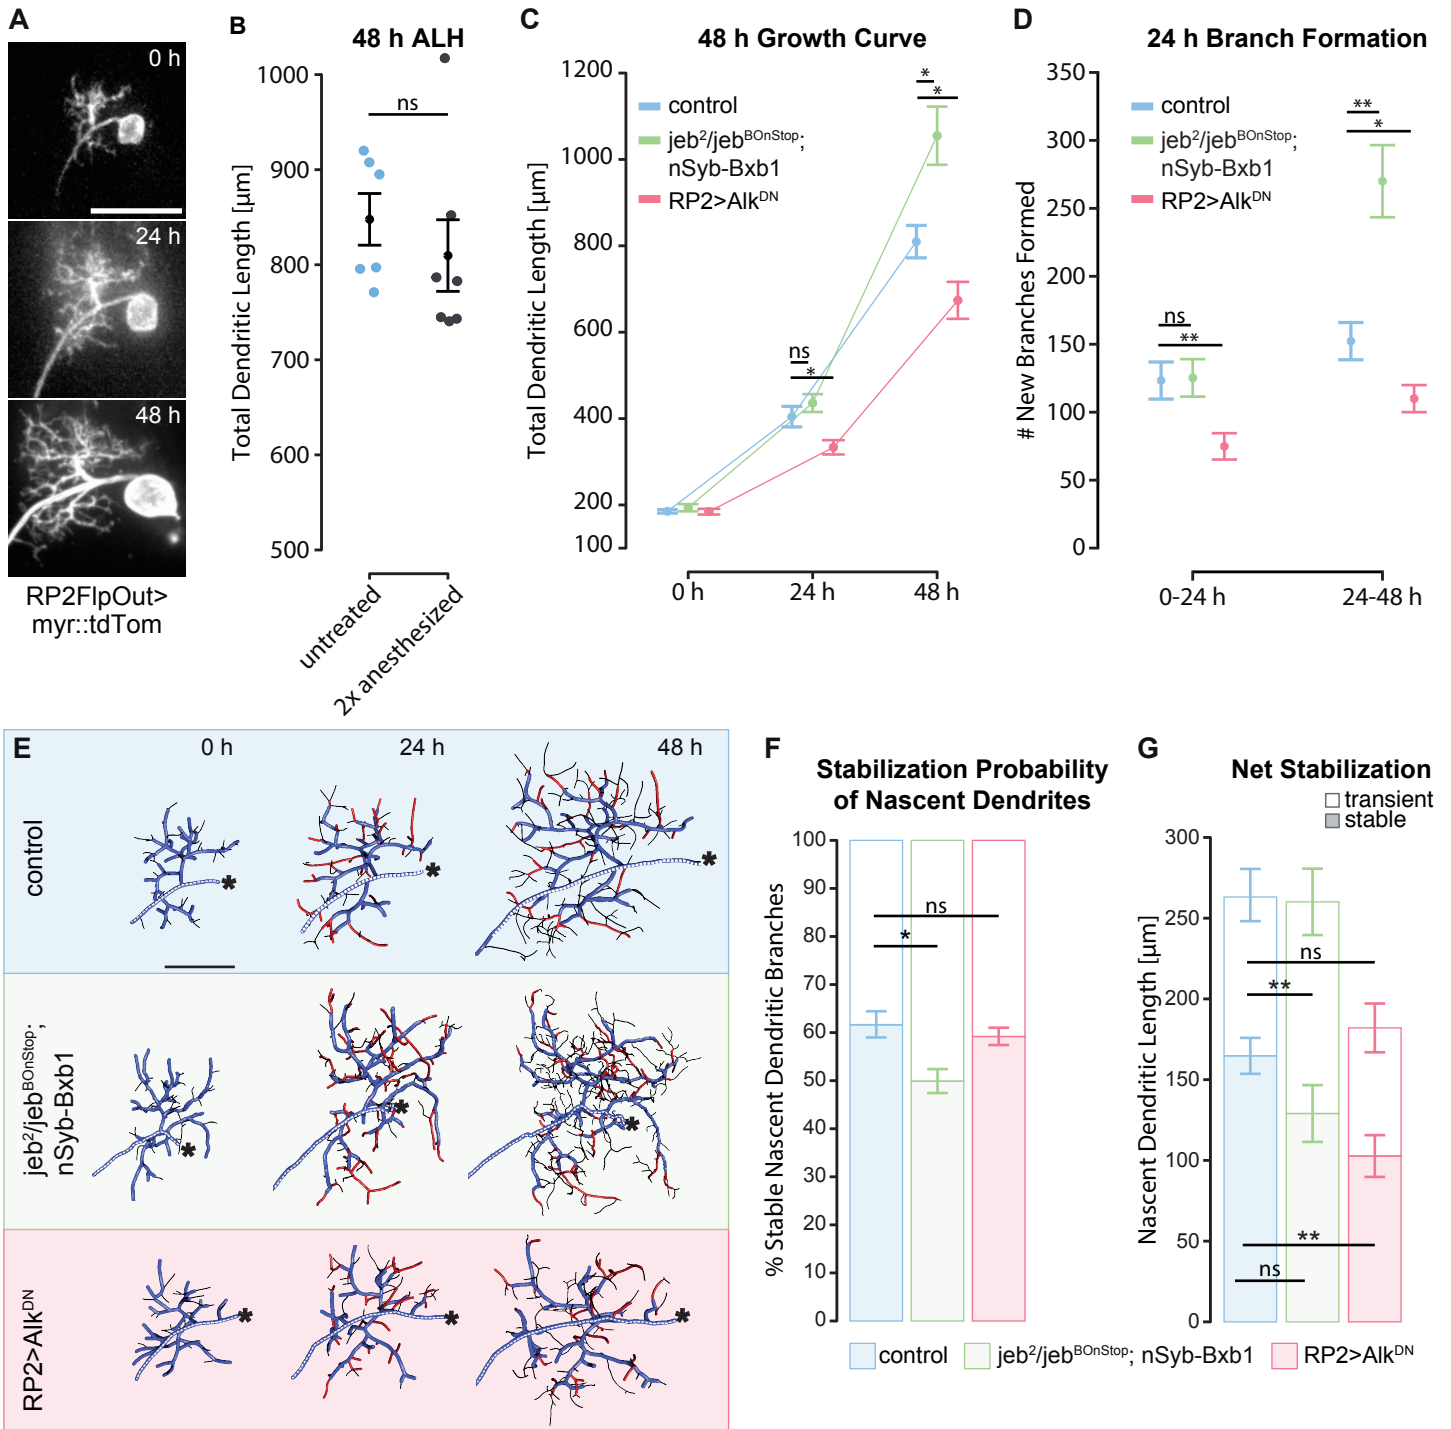 A
0 h
24 h
48 h
RP2FlpOut>
myr::tdTom
B
48 h ALH
Total Dendritic Length [µm]
1000
900
800
700
600
500
ns
untreated
2x anesthesized
C
48 h Growth Curve
Total Dendritic Length [µm]
1200
1000
800
600
400
200
100
control
jeb²/jebᴮᴼⁿˢᵗᵒᵖ;
nSyb-Bxb1
RP2>Alkᴰᴺ
ns
*
*
*
0 h
24 h
48 h
D
24 h Branch Formation
# New Branches Formed
350
300
250
200
150
100
50
0
control
jeb²/jebᴮᴼⁿˢᵗᵒᵖ;
nSyb-Bxb1
RP2>Alkᴰᴺ
ns
**
**
*
0-24 h
24-48 h
E
0 h
24 h
48 h
control
*
*
*
jeb²/jebᴮᴼⁿˢᵗᵒᵖ;
nSyb-Bxb1
*
*
*
RP2>Alkᴰᴺ
*
*
*
F
Stabilization Probability
of Nascent Dendrites
% Stable Nascent Dendritic Branches
100
90
80
70
60
50
40
30
20
10
0
ns
*
G
Net Stabilization
transient
stable
Nascent Dendritic Length [µm]
300
250
200
150
100
50
0
ns
**
**
ns
control
jeb²/jebᴮᴼⁿˢᵗᵒᵖ; nSyb-Bxb1
RP2>Alkᴰᴺ